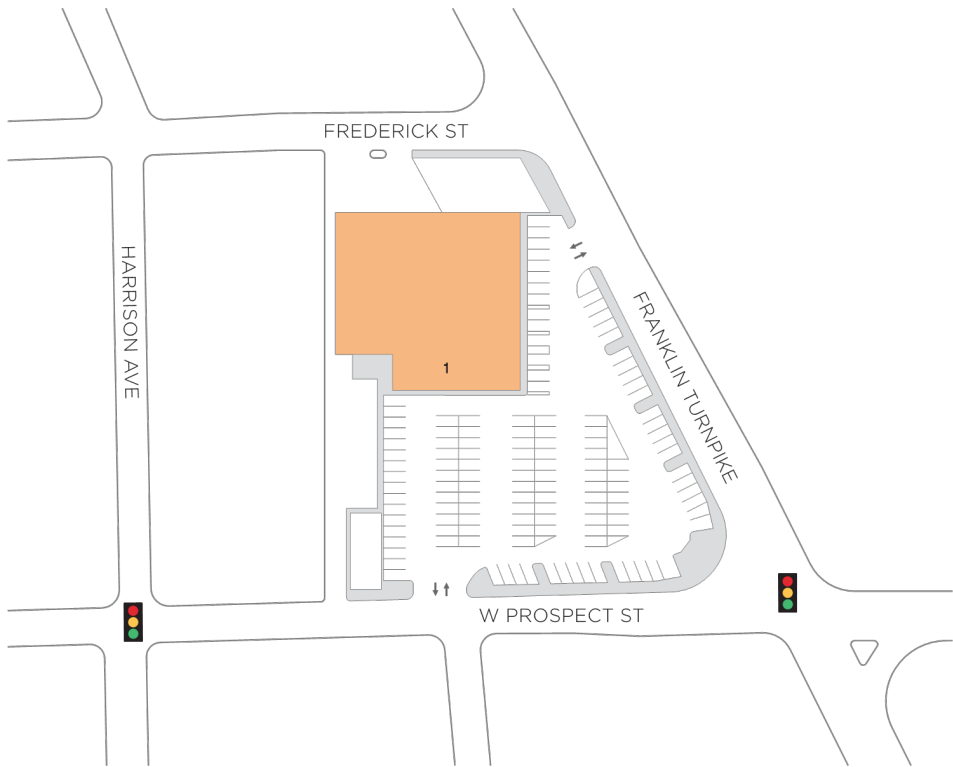 FREDERICK ST
HARRISON AVE
FRANKLIN TURNPIKE
1
W PROSPECT ST